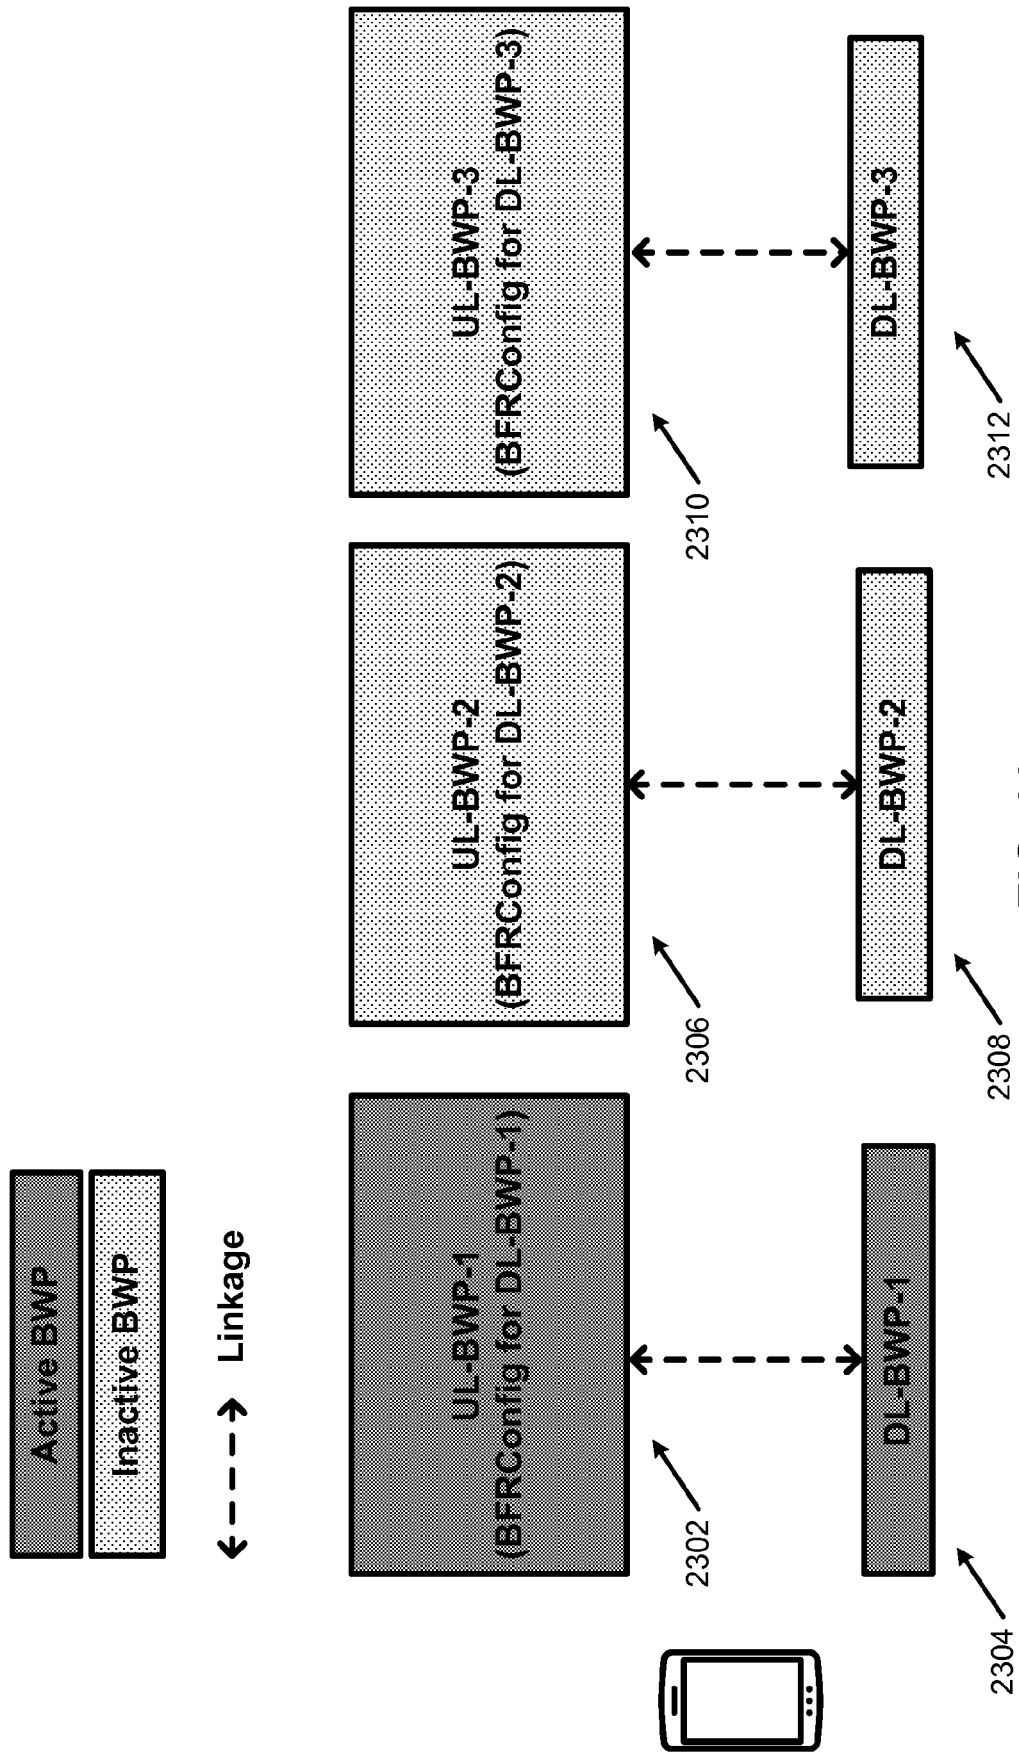 Active BWP
Inactive BWP
Linkage
UL-BWP-1
(BFRConfig for DL-BWP-1)
UL-BWP-2
(BFRConfig for DL-BWP-2)
UL-BWP-3
(BFRConfig for DL-BWP-3)
2302
2306
2310
DL-BWP-1
DL-BWP-2
DL-BWP-3
2304
2308
2312